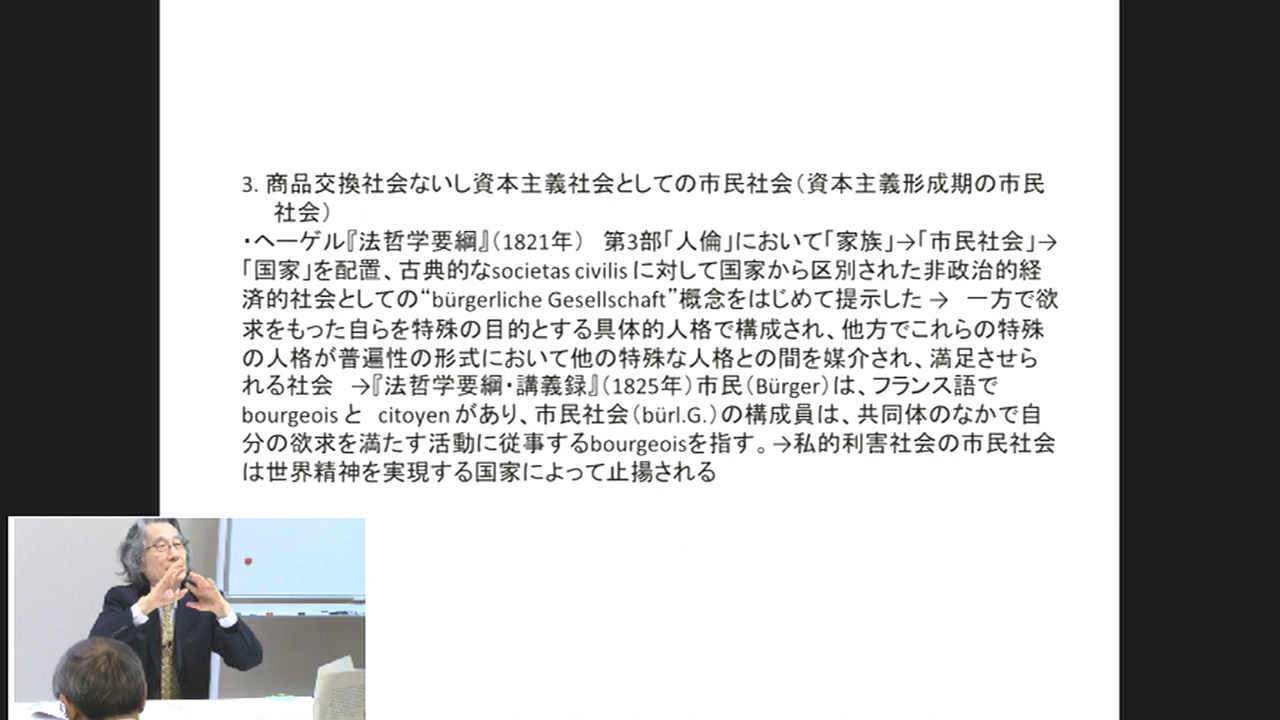 3. 商品交換社会ないし資本主義社会としての市民社会（資本主義形成期の市民
社会）
・ヘーゲル『法哲学要綱』（1821年）　第3部「人倫」において「家族」→「市民社会」→
「国家」を配置、古典的なsocietas civilis に対して国家から区別された非政治的経
済的社会としての“bürgerliche Gesellschaft”概念をはじめて提示した →　一方で欲
求をもった自らを特殊の目的とする具体的人格で構成され、他方でこれらの特殊
の人格が普遍性の形式において他の特殊な人格との間を媒介され、満足させら
れる社会　→『法哲学要綱・講義録』（1825年）市民（Bürger）は、フランス語で
bourgeois と　citoyen があり、市民社会（bürl.G.）の構成員は、共同体のなかで自
分の欲求を満たす活動に従事するbourgeoisを指す。→私的利害社会の市民社会
は世界精神を実現する国家によって止揚される